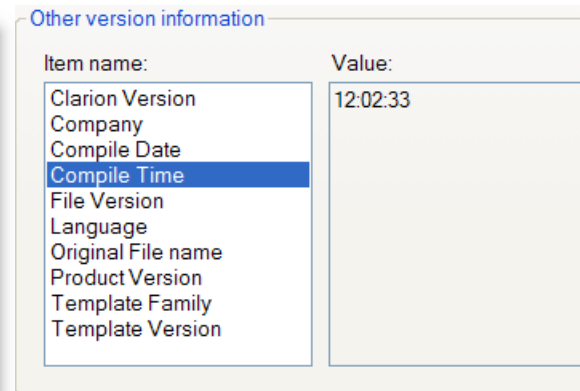 Other version information
Item name:
Value:
Clarion Version
12:02:33
Company
Compile Date
Compile Time
File Version
Language
Original File name
Product Version
Template Family
Template Version